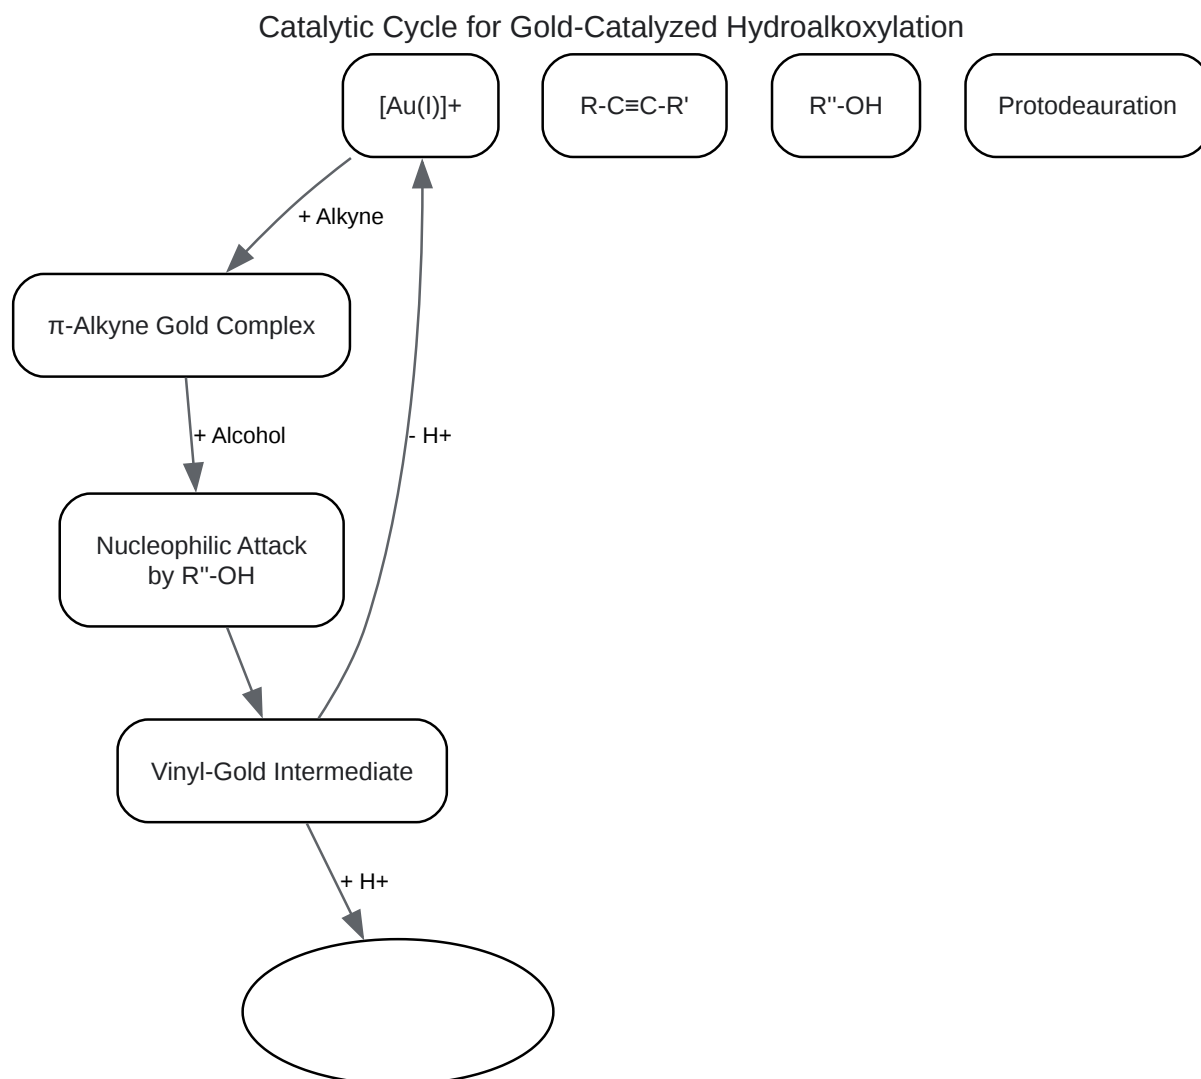 Catalytic Cycle for Gold-Catalyzed Hydroalkoxylation
[Au(I)]+
R-C≡C-R'
R''-OH
Protodeauration
+ Alkyne
π-Alkyne Gold Complex
+ Alcohol
- H+
Nucleophilic Attack
by R''-OH
Vinyl-Gold Intermediate
+ H+